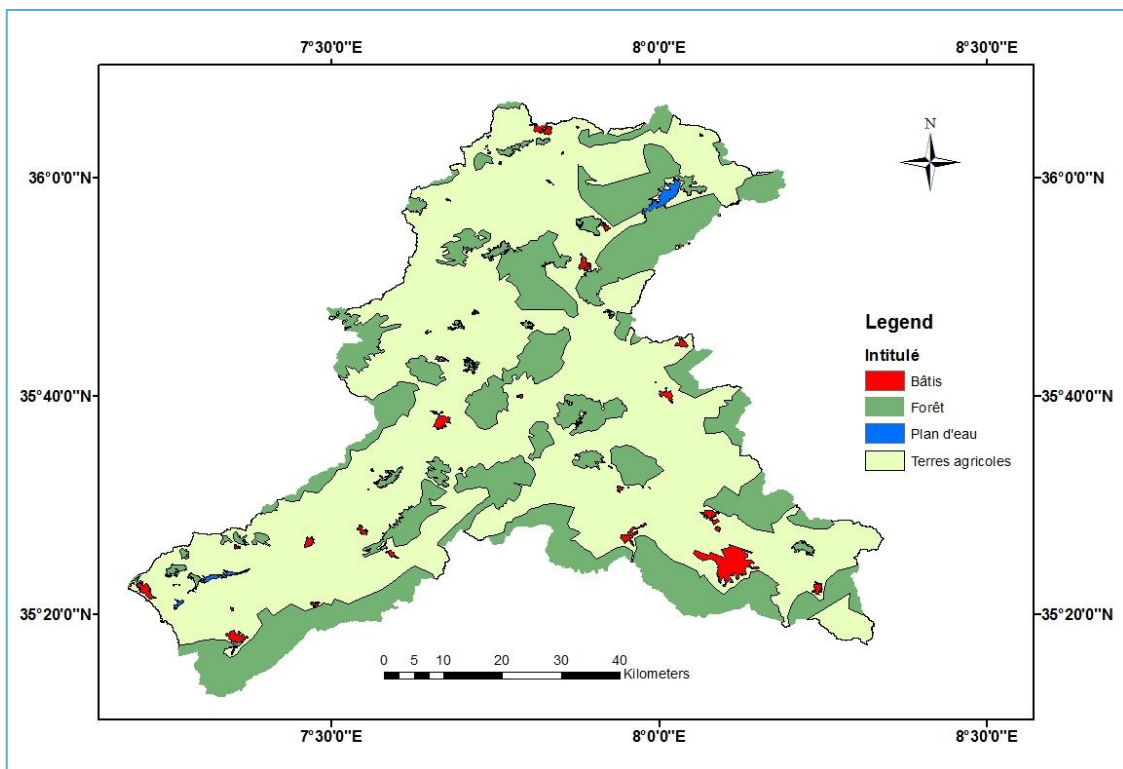 7°30'0"E 8°0'0"E 8°30'0"E
N
36°0'0"N 36°0'0"N
Legend
Intitulé
Bâtis
35°40'0"N Forêt 35°40'0"N
Plan d'eau
Terres agricoles
35°20'0"N 35°20'0"N
0 5 10 20 30 40
Kilometers
7°30'0"E 8°0'0"E 8°30'0"E